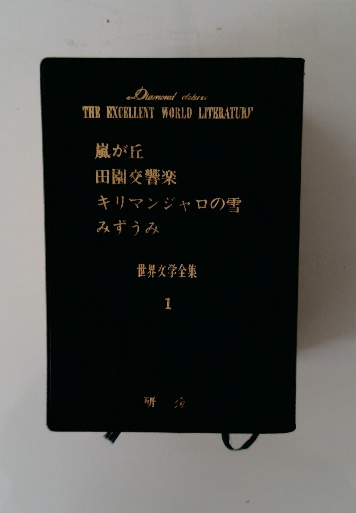 Diamond
THE EXCELLENT WORLD LITERATURE
嵐が丘
田園交響楽
キリマンジャロの雪
みずうみ
世界文学全集
1
研